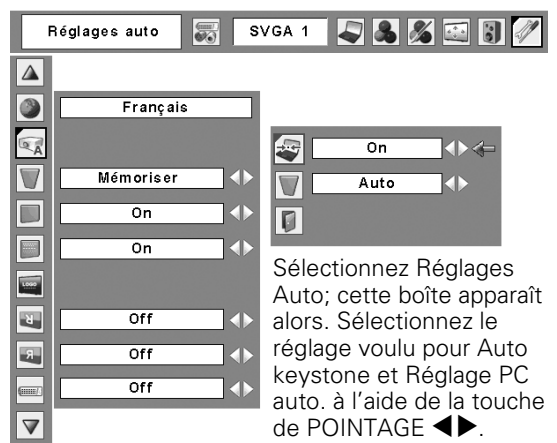 Réglages auto
SVGA 1
Français
Mémoriser
On
On
LOGO
Off
Off
Off
On
Auto
Sélectionnez Réglages
Auto; cette boîte apparaît
alors. Sélectionnez le
réglage voulu pour Auto
keystone et Réglage PC
auto. à l'aide de la touche
de POINTAGE ◀▶.